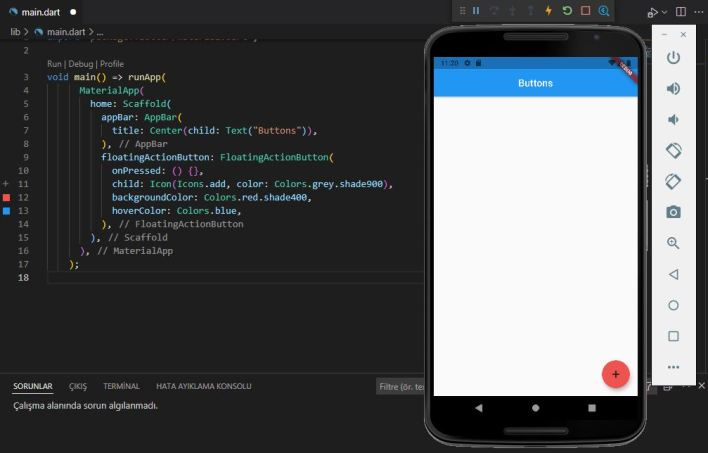 main.dart
lib > main.dart > ...
2
Run | Debug | Profile
3 void main() => runApp(
4 MaterialApp(
5 home: Scaffold(
6 appBar: AppBar(
7 title: Center(child: Text("Buttons")),
8 ), // AppBar
9 floatingActionButton: FloatingActionButton(
10 onPressed: () {},
11 child: Icon(Icons.add, color: Colors.grey.shade900),
12 backgroundColor: Colors.red.shade400,
13 hoverColor: Colors.blue,
14 ), // FloatingActionButton
15 ), // Scaffold
16 ), // MaterialApp
17 );
18
SORUNLAR ÇIKIŞ TERMİNAL HATA AYIKLAMA KONSOLU
Filtre (ör. te
Çalışma alanında sorun algılanmadı.
11:20
DEBUG
Buttons